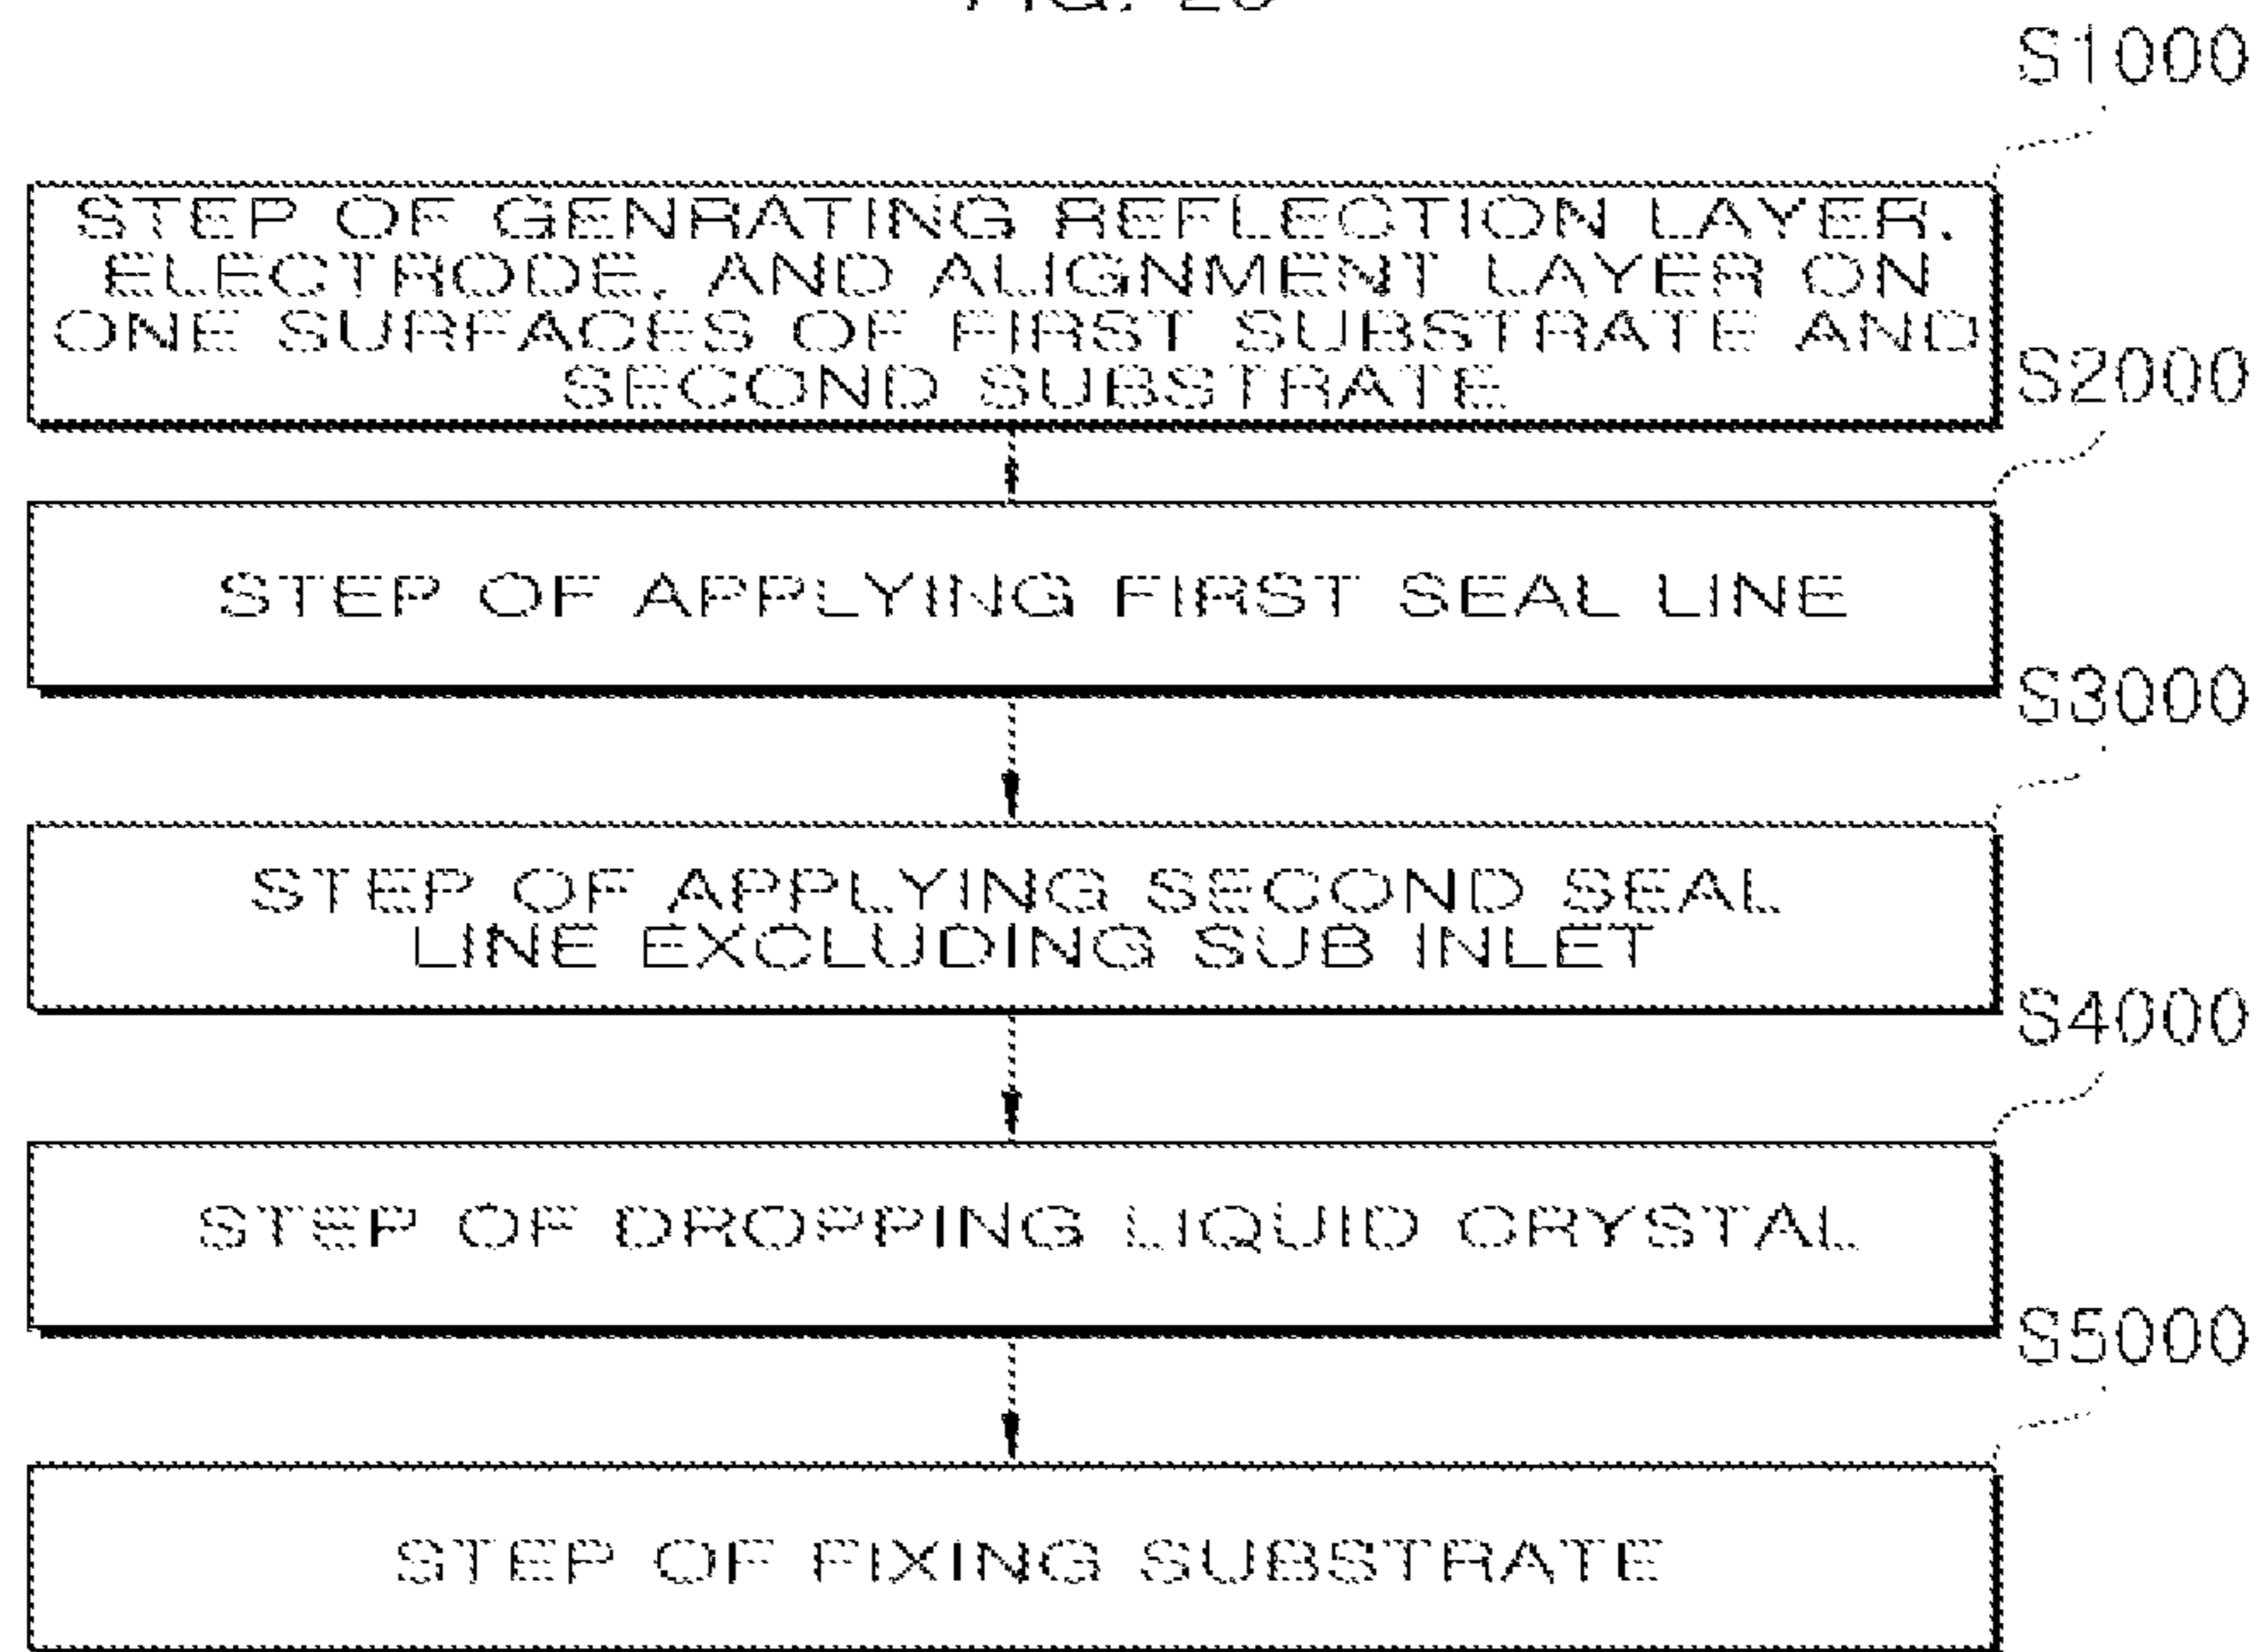 S1000
STEP OF GENRATING REFLECTION LAYER,
ELECTRODE, AND ALIGNMENT LAYER ON
ONE SURFACES OF FIRST SUBSTRATE AND
SECOND SUBSTRATE
S2000
STEP OF APPLYING FIRST SEAL LINE
S3000
STEP OF APPLYING SECOND SEAL
LINE EXCLUDING SUB INLET
S4000
STEP OF DROPPING LIQUID CRYSTAL
S5000
STEP OF FIXING SUBSTRATE